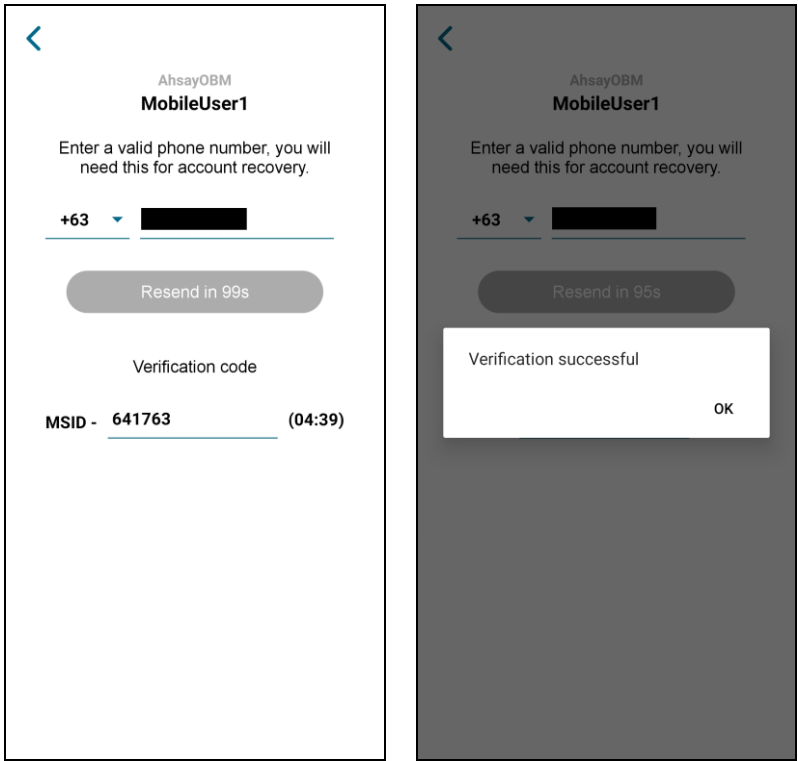 AhsayOBM
MobileUser1
Enter a valid phone number, you will
need this for account recovery.
+63
Resend in 99s
Verification code
MSID - 641763 (04:39)
AhsayOBM
MobileUser1
Enter a valid phone number, you will
need this for account recovery.
+63
Resend in 95s
Verification successful
OK